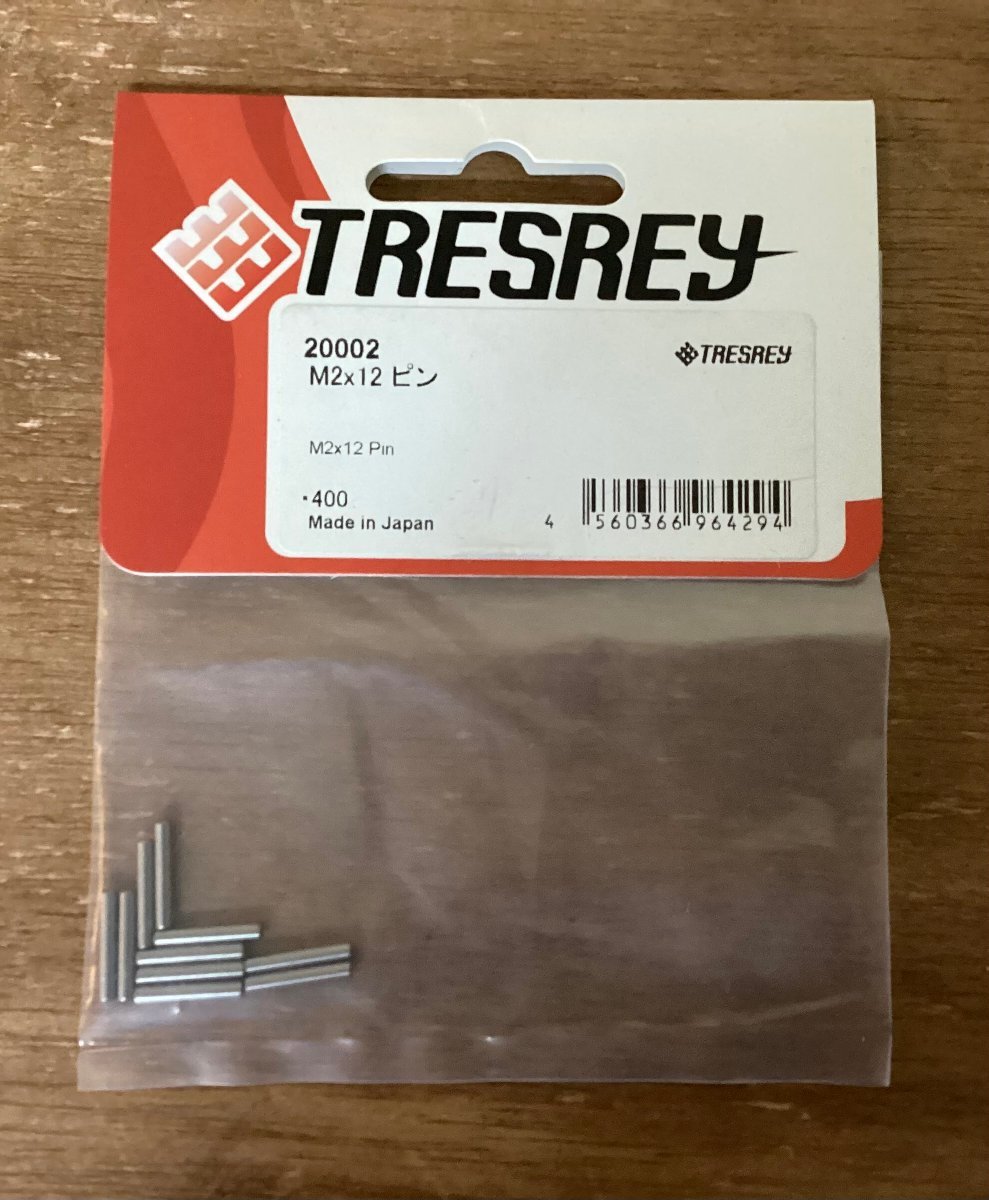 TRESREY
20002
TRESREY
M2x12 ピン
M2x12 Pin
・400
Made in Japan
4 560366 964294